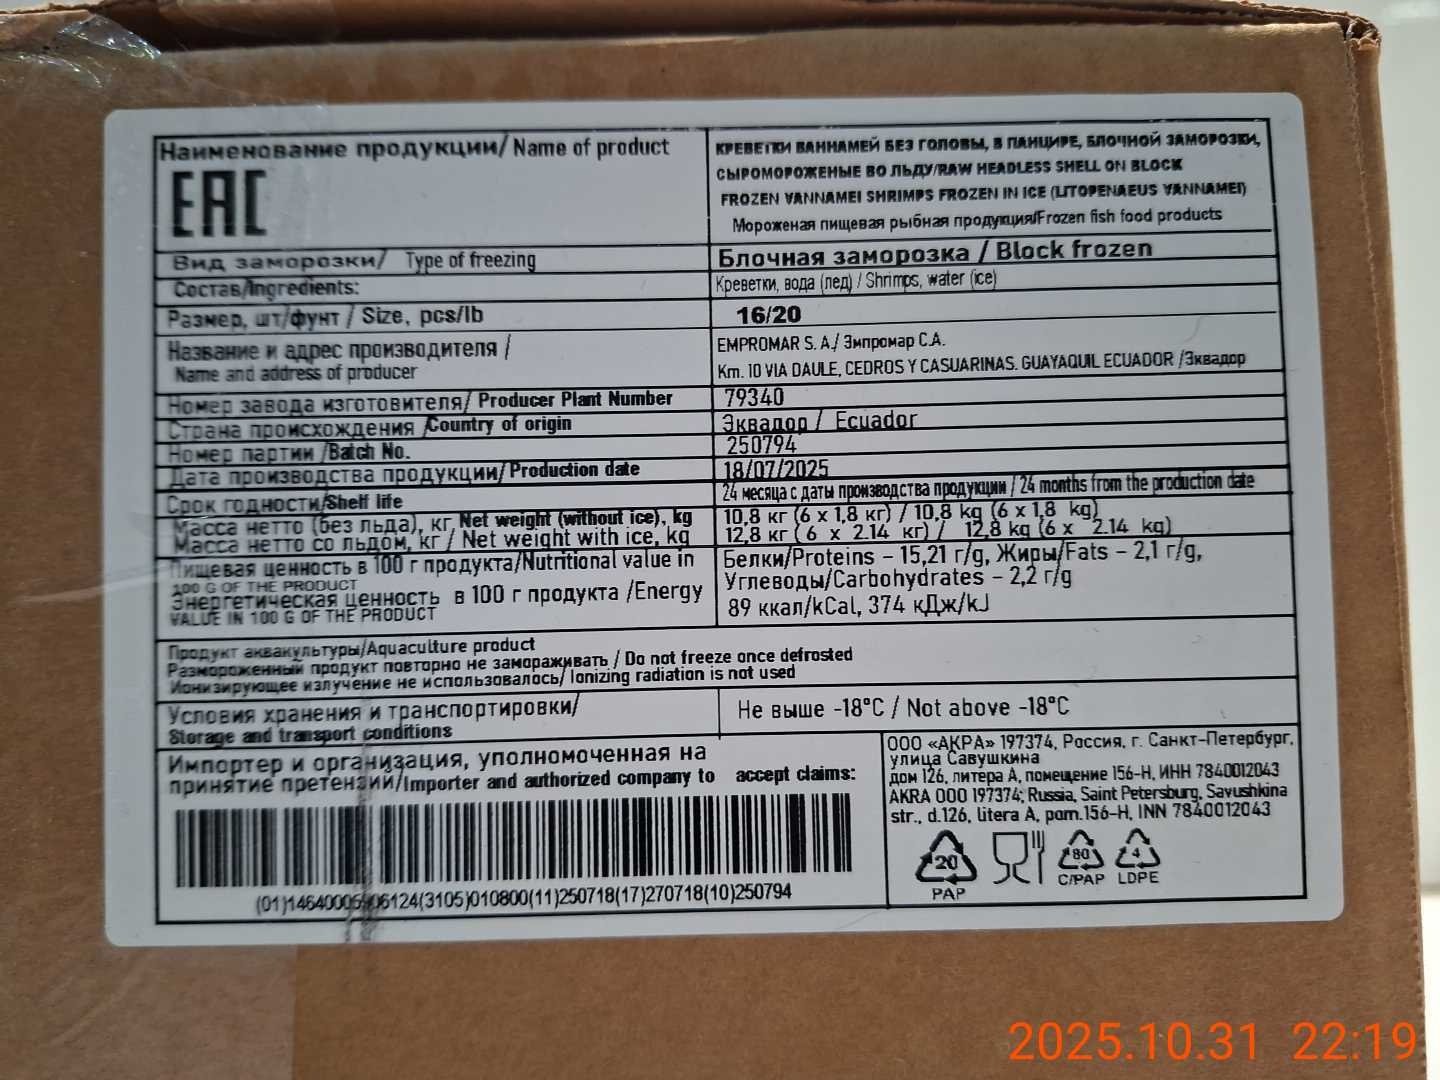 Наименование продукции/ Name of product
EAC
КРЕВЕТКИ ВАННАМЕЙ БЕЗ ГОЛОВЫ, В ПАНЦИРЕ, БЛОЧНОЙ ЗАМОРОЗКИ,
СЫРОМОРОЖЕНЫЕ ВО ЛЬДУ/RAW HEADLESS SHELL ON BLOCK
FROZEN VANNAMEI SHRIMPS FROZEN IN ICE (LITOPENAEUS VANNAMEI)
Мороженая пищевая рыбная продукция/Frozen fish food products
Вид заморозки/ Type of freezing
Блочная заморозка / Block frozen
Состав/Ingredients:
Креветки, вода (лед) / Shrimps, water (ice)
Размер, шт/фунт / Size, pcs/lb
16/20
Название и адрес производителя /
Name and address of producer
EMPROMAR S. A./ Эмпромар С.А.
Km. 10 VIA DAULE, CEDROS Y CASUARINAS. GUAYAQUIL ECUADOR /Эквадор
Номер завода изготовителя/ Producer Plant Number
79340
Страна происхождения /Country of origin
Эквадор / Ecuador
Номер партии /Batch No.
250794
Дата производства продукции/ Production date
18/07/2025
Срок годности/Shelf life
24 месяца с даты производства продукции / 24 months from the production date
Масса нетто (без льда), кг Net weight (without ice), kg
10,8 кг (6 x 1,8 кг) / 10,8 kg (6 x 1,8 kg)
Масса нетто со льдом, кг / Net weight with ice, kg
12,8 кг ( 6 x 2.14 кг) / 12,8 kg (6 x 2.14 kg)
Пищевая ценность в 100 г продукта/Nutritional value in
100 G OF THE PRODUCT
Энергетическая ценность в 100 г продукта /Energy
VALUE IN 100 G OF THE PRODUCT
Белки/Proteins – 15,21 г/g, Жиры/Fats – 2,1 г/g,
Углеводы/Carbohydrates – 2,2 г/g
89 ккал/kCal, 374 кДж/kJ
Продукт аквакультуры/Aquaculture product
Размороженный продукт повторно не замораживать / Do not freeze once defrosted
Ионизирующее излучение не использовалось/ Ionizing radiation is not used
Условия хранения и транспортировки/
Storage and transport conditions
Не выше -18°C / Not above -18°C
Импортер и организация, уполномоченная на
принятие претензий/Importer and authorized company to accept claims:
ООО «АКРА» 197374, Россия, г. Санкт-Петербург,
улица Савушкина
дом 126, литера А, помещение 156-Н, ИНН 7840012043
AKRA OOO 197374; Russia, Saint Petersburg, Savushkina
str., d.126, litera A, pom.156-H, INN 7840012043
20
PAP
80
C/PAP
4
LDPE
(3105)010800(11)250718(17)270718(10)250794
2025.10.31 22:19